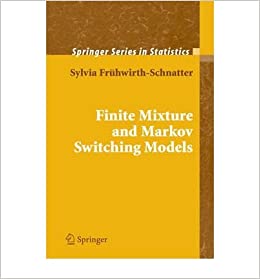 Springer Series in Statistics
Sylvia Frühwirth-Schnatter
Finite Mixture
and Markov
Switching Models
Springer